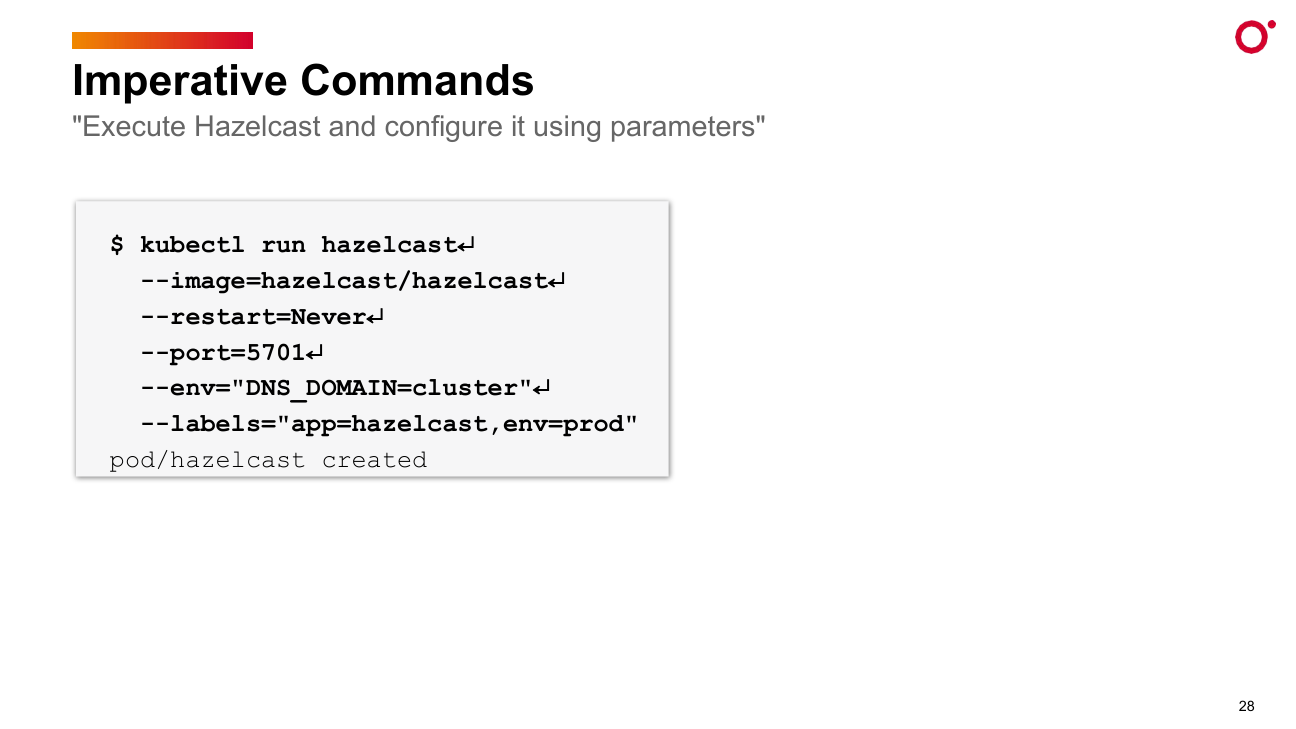 Imperative Commands
"Execute Hazelcast and configure it using parameters"
$ kubectl run hazelcast↵
--image=hazelcast/hazelcast↵
--restart=Never↵
--port=5701↵
--env="DNS_DOMAIN=cluster"↵
--labels="app=hazelcast,env=prod"
pod/hazelcast created
28